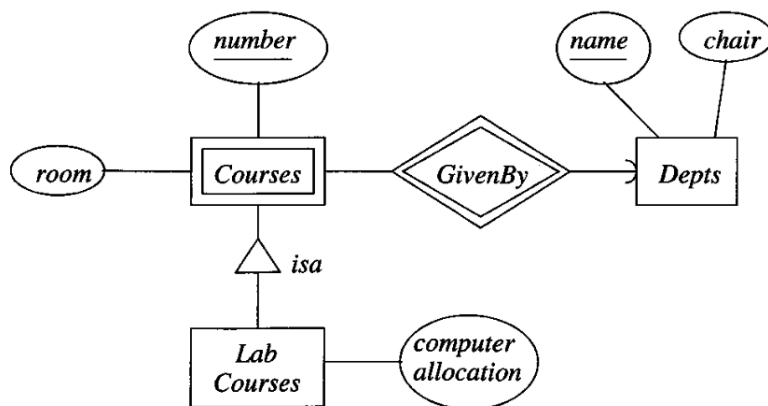 number
name
chair
room
Courses
GivenBy
Depts
isa
Lab
Courses
computer
allocation